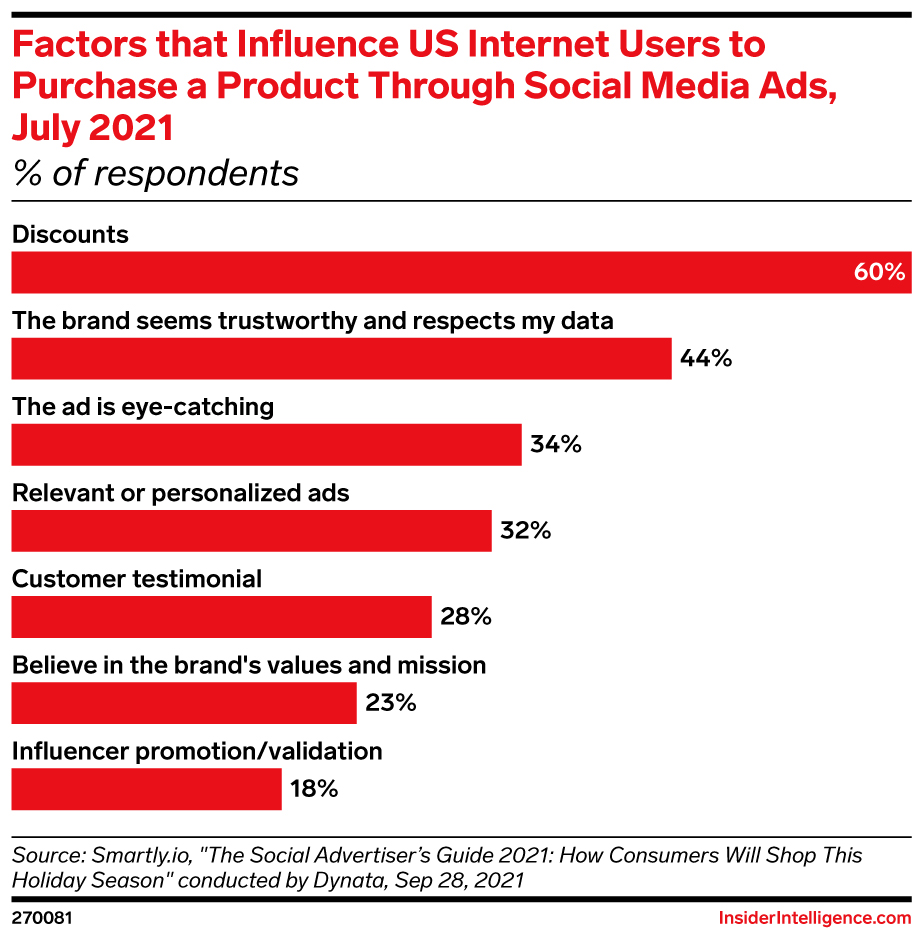 Factors that Influence US Internet Users to
Purchase a Product Through Social Media Ads,
July 2021
% of respondents
Discounts
60%
The brand seems trustworthy and respects my data
44%
The ad is eye-catching
34%
Relevant or personalized ads
32%
Customer testimonial
28%
Believe in the brand's values and mission
23%
Influencer promotion/validation
18%
Source: Smartly.io, "The Social Advertiser’s Guide 2021: How Consumers Will Shop This
Holiday Season" conducted by Dynata, Sep 28, 2021
270081
InsiderIntelligence.com